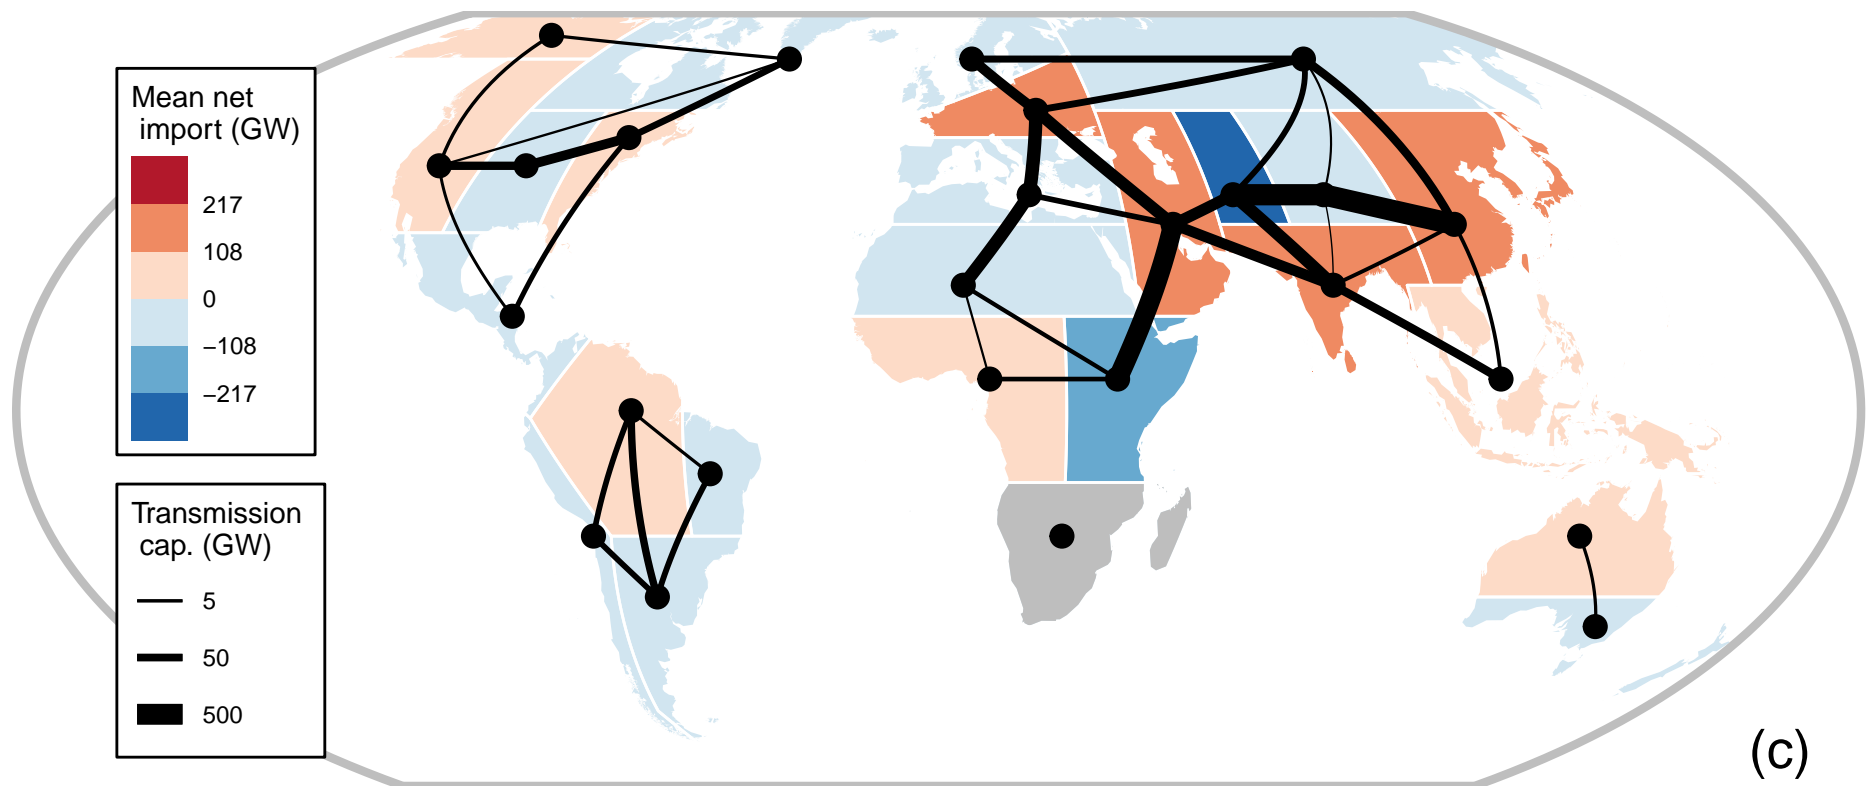 Mean net
import (GW)
217
108
0
−108
−217
Transmission
cap. (GW)
5
50
500
(c)